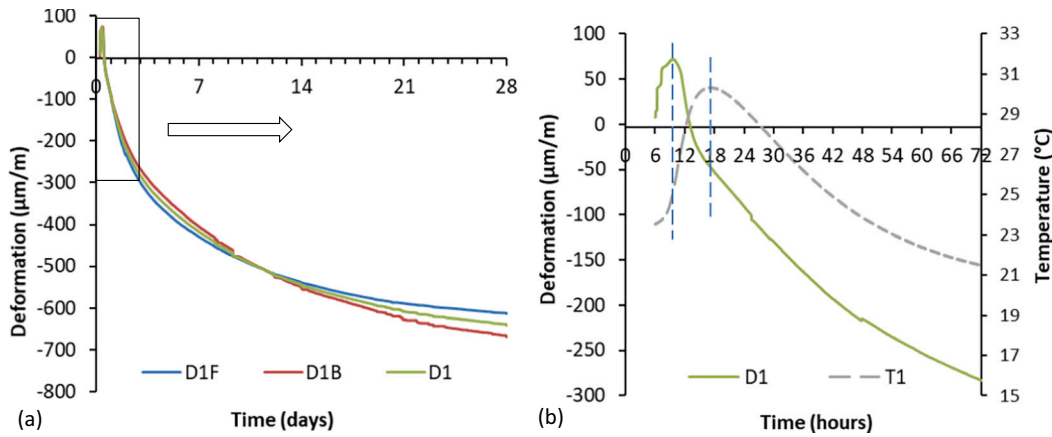 100
0
-100
-200
-300
-400
-500
-600
-700
-800
0 7 14 21 28
Deformation (µm/m)
D1F D1B D1
Time (days)
(a)
100
50
0
-50
-100
-150
-200
-250
-300
0 6 12 18 24 30 36 42 48 54 60 66 72
Deformation (µm/m)
33
31
29
27
25
23
21
19
17
15
Temperature (°C)
D1 T1
Time (hours)
(b)